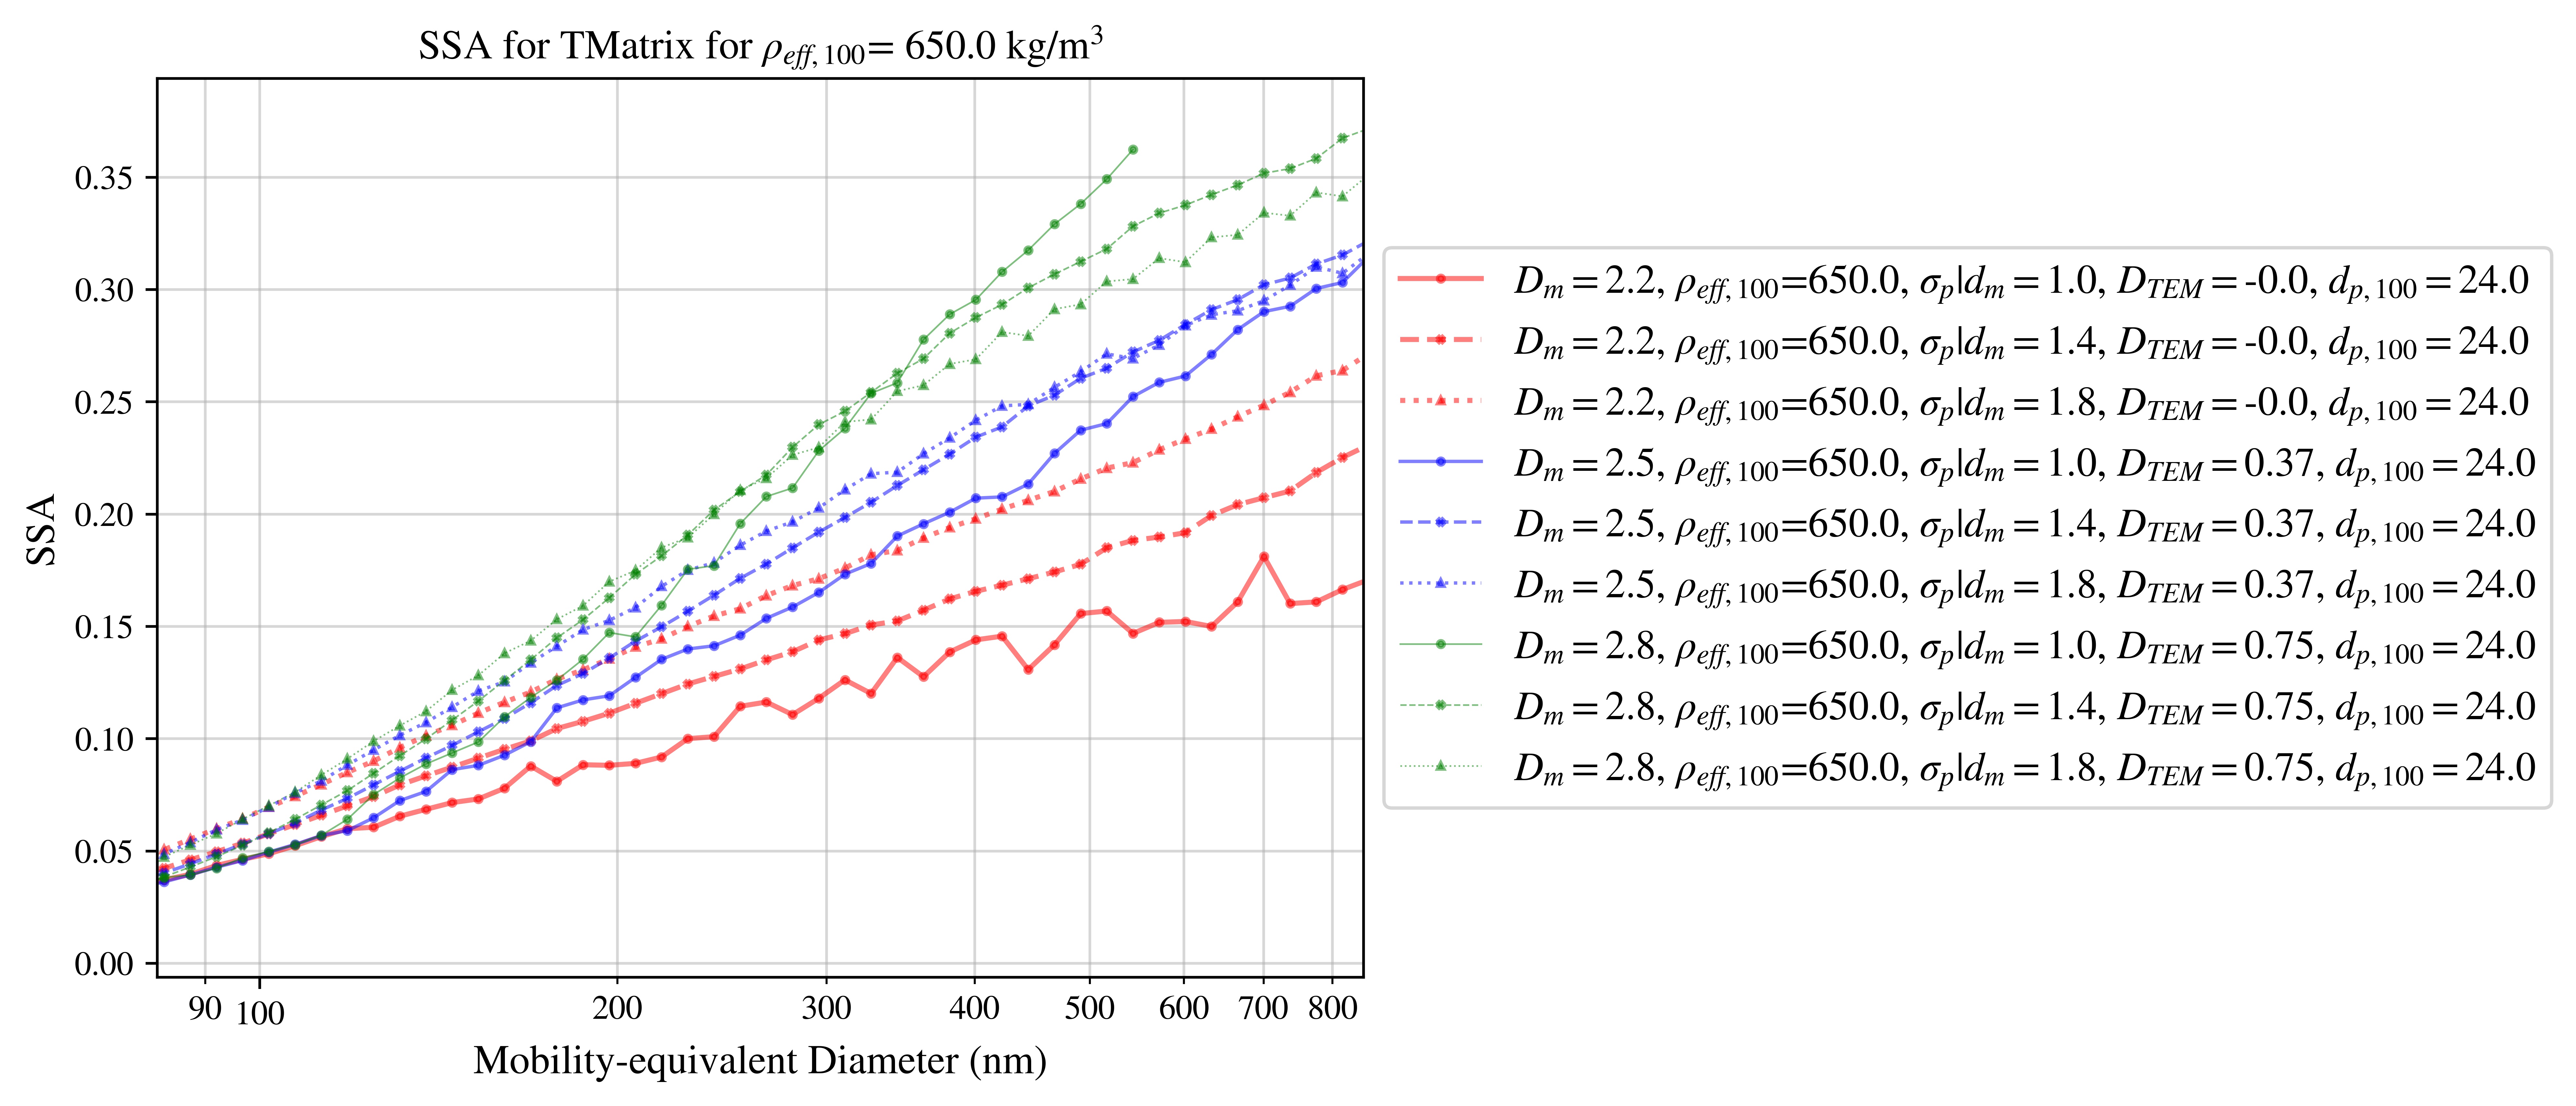 SSA for TMatrix for ρeff,100= 650.0 kg/m³
SSA
0.35
0.30
0.25
0.20
0.15
0.10
0.05
0.00
90 100 200 300 400 500 600 700 800
Mobility-equivalent Diameter (nm)
Dm = 2.2, ρeff,100=650.0, σp|dm = 1.0, DTEM = -0.0, dp,100 = 24.0
Dm = 2.2, ρeff,100=650.0, σp|dm = 1.4, DTEM = -0.0, dp,100 = 24.0
Dm = 2.2, ρeff,100=650.0, σp|dm = 1.8, DTEM = -0.0, dp,100 = 24.0
Dm = 2.5, ρeff,100=650.0, σp|dm = 1.0, DTEM = 0.37, dp,100 = 24.0
Dm = 2.5, ρeff,100=650.0, σp|dm = 1.4, DTEM = 0.37, dp,100 = 24.0
Dm = 2.5, ρeff,100=650.0, σp|dm = 1.8, DTEM = 0.37, dp,100 = 24.0
Dm = 2.8, ρeff,100=650.0, σp|dm = 1.0, DTEM = 0.75, dp,100 = 24.0
Dm = 2.8, ρeff,100=650.0, σp|dm = 1.4, DTEM = 0.75, dp,100 = 24.0
Dm = 2.8, ρeff,100=650.0, σp|dm = 1.8, DTEM = 0.75, dp,100 = 24.0